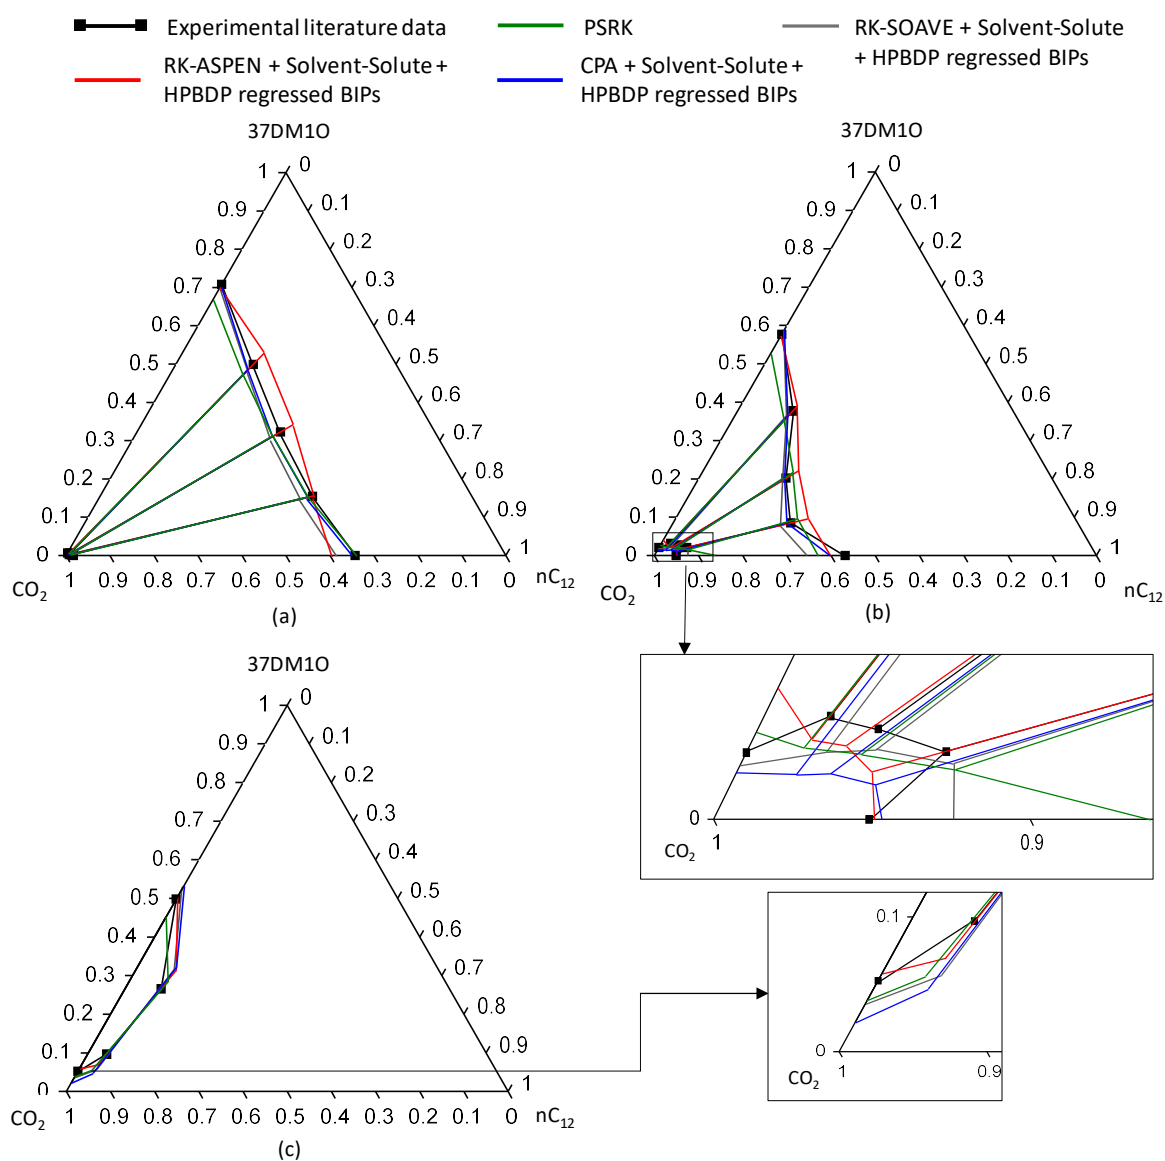 Experimental literature data
PSRK
RK-SOAVE + Solvent-Solute
+ HPBDP regressed BIPs
RK-ASPEN + Solvent-Solute +
HPBDP regressed BIPs
CPA + Solvent-Solute +
HPBDP regressed BIPs
37DM1O
1 0
0.9 0.1
0.8 0.2
0.7 0.3
0.6 0.4
0.5 0.5
0.4 0.6
0.3 0.7
0.2 0.8
0.1 0.9
0 1
1 0.9 0.8 0.7 0.6 0.5 0.4 0.3 0.2 0.1 0
CO2 nC12
(a)
37DM1O
1 0
0.9 0.1
0.8 0.2
0.7 0.3
0.6 0.4
0.5 0.5
0.4 0.6
0.3 0.7
0.2 0.8
0.1 0.9
0 1
1 0.9 0.8 0.7 0.6 0.5 0.4 0.3 0.2 0.1 0
CO2 nC12
(b)
0
1 0.9
CO2
37DM1O
1 0
0.9 0.1
0.8 0.2
0.7 0.3
0.6 0.4
0.5 0.5
0.4 0.6
0.3 0.7
0.2 0.8
0.1 0.9
0 1
1 0.9 0.8 0.7 0.6 0.5 0.4 0.3 0.2 0.1 0
CO2 nC12
(c)
0.1
0
1 0.9
CO2